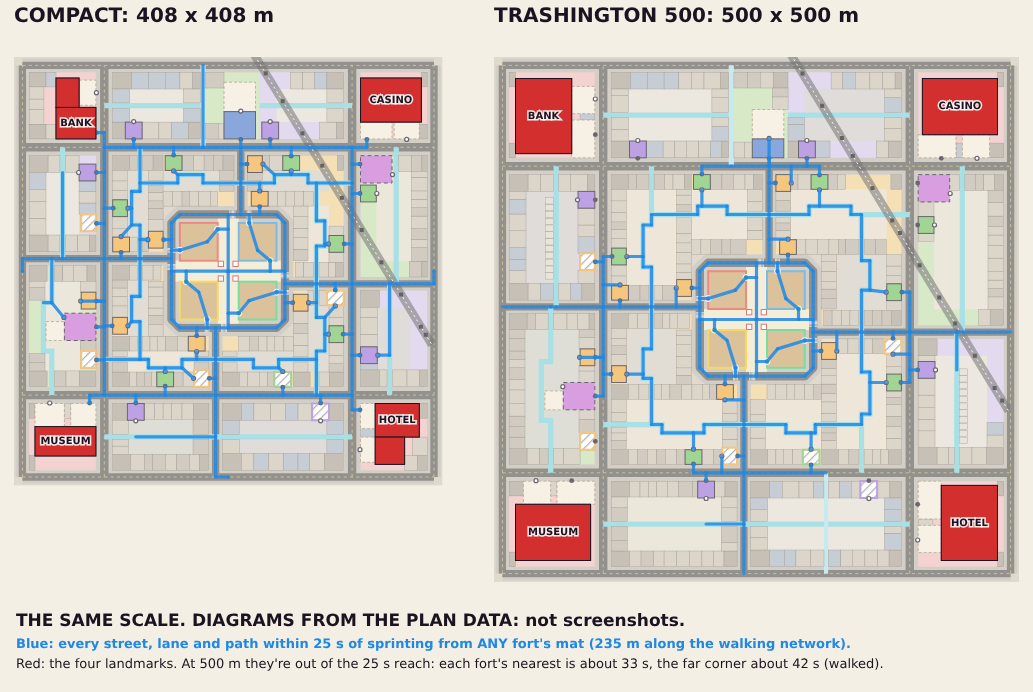 COMPACT: 408 x 408 m
TRASHINGTON 500: 500 x 500 m
BANK
CASINO
BANK
CASINO
MUSEUM
HOTEL
MUSEUM
HOTEL
THE SAME SCALE. DIAGRAMS FROM THE PLAN DATA: not screenshots.
Blue: every street, lane and path within 25 s of sprinting from ANY fort's mat (235 m along the walking network).
Red: the four landmarks. At 500 m they're out of the 25 s reach: each fort's nearest is about 33 s, the far corner about 42 s (walked).